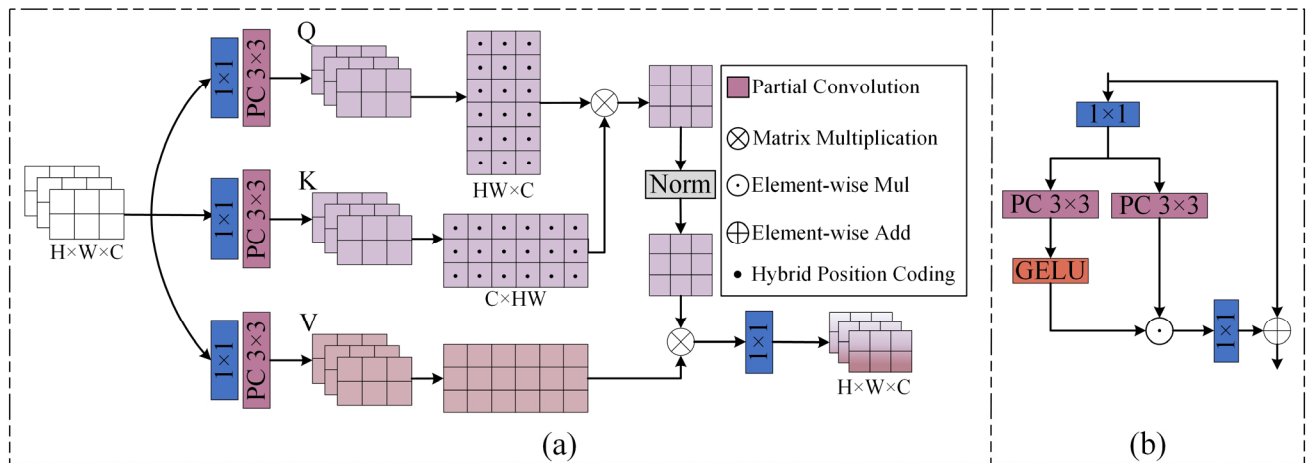 Q
1×1
PC 3×3
HW×C
K
1×1
PC 3×3
C×HW
H×W×C
V
1×1
PC 3×3
Norm
1×1
H×W×C
Partial Convolution
Matrix Multiplication
Element-wise Mul
Element-wise Add
Hybrid Position Coding
(a)
1×1
PC 3×3
PC 3×3
GELU
1×1
(b)